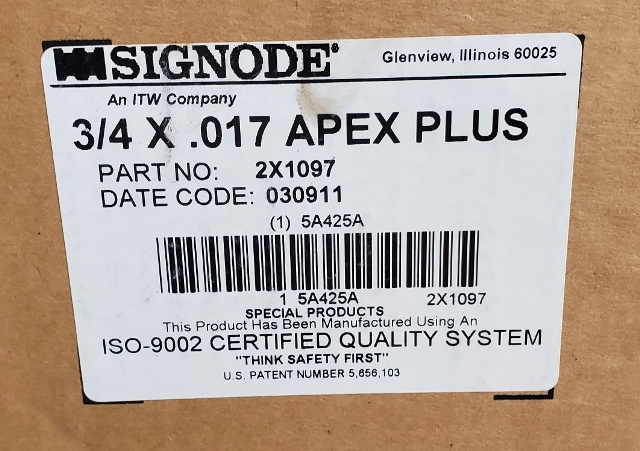 SIGNODE® Glenview, Illinois 60025
An ITW Company
3/4 X .017 APEX PLUS
PART NO: 2X1097
DATE CODE: 030911
(1) 5A425A
1 5A425A 2X1097
SPECIAL PRODUCTS
This Product Has Been Manufactured Using An
ISO-9002 CERTIFIED QUALITY SYSTEM
"THINK SAFETY FIRST"
U.S. PATENT NUMBER 5,656,103